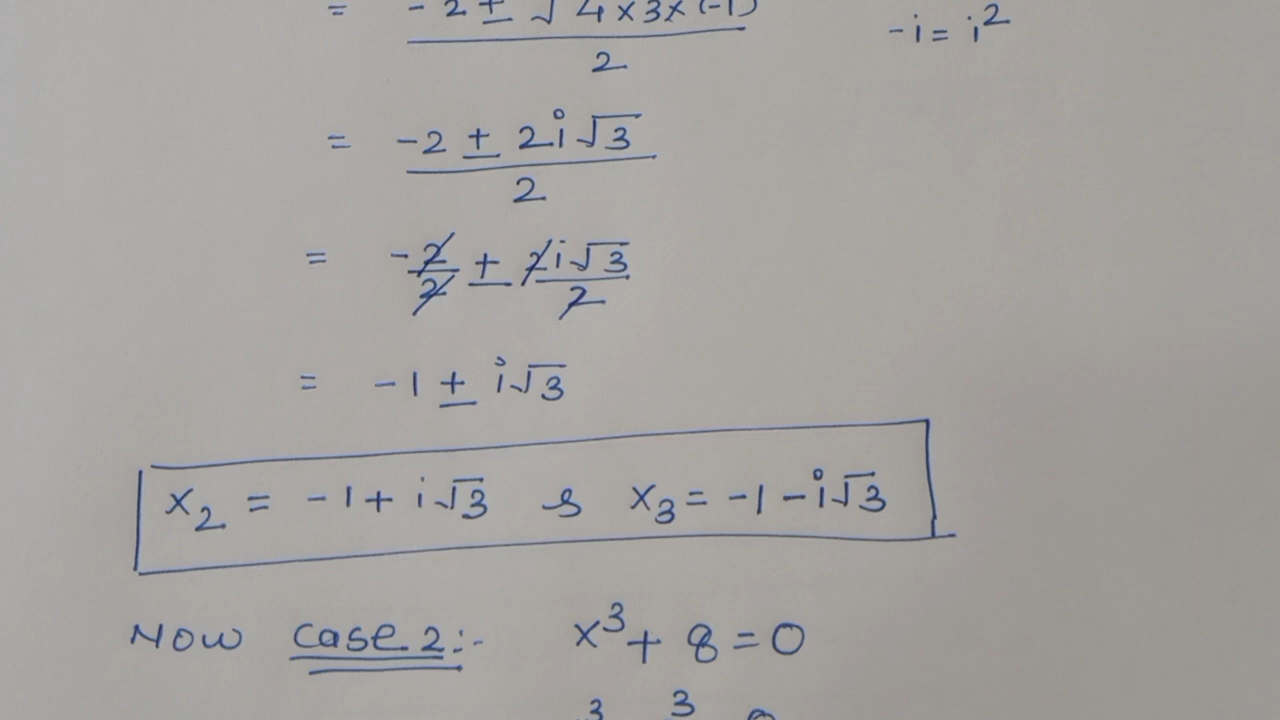 = -2 ± √4×3×(-1) / 2
-i = i²
= -2 ± 2i√3 / 2
= -2/2 ± 2i√3/2
= -1 ± i√3
x₂ = -1 + i√3 & x₃ = -1 - i√3
Now Case 2:- x³ + 8 = 0